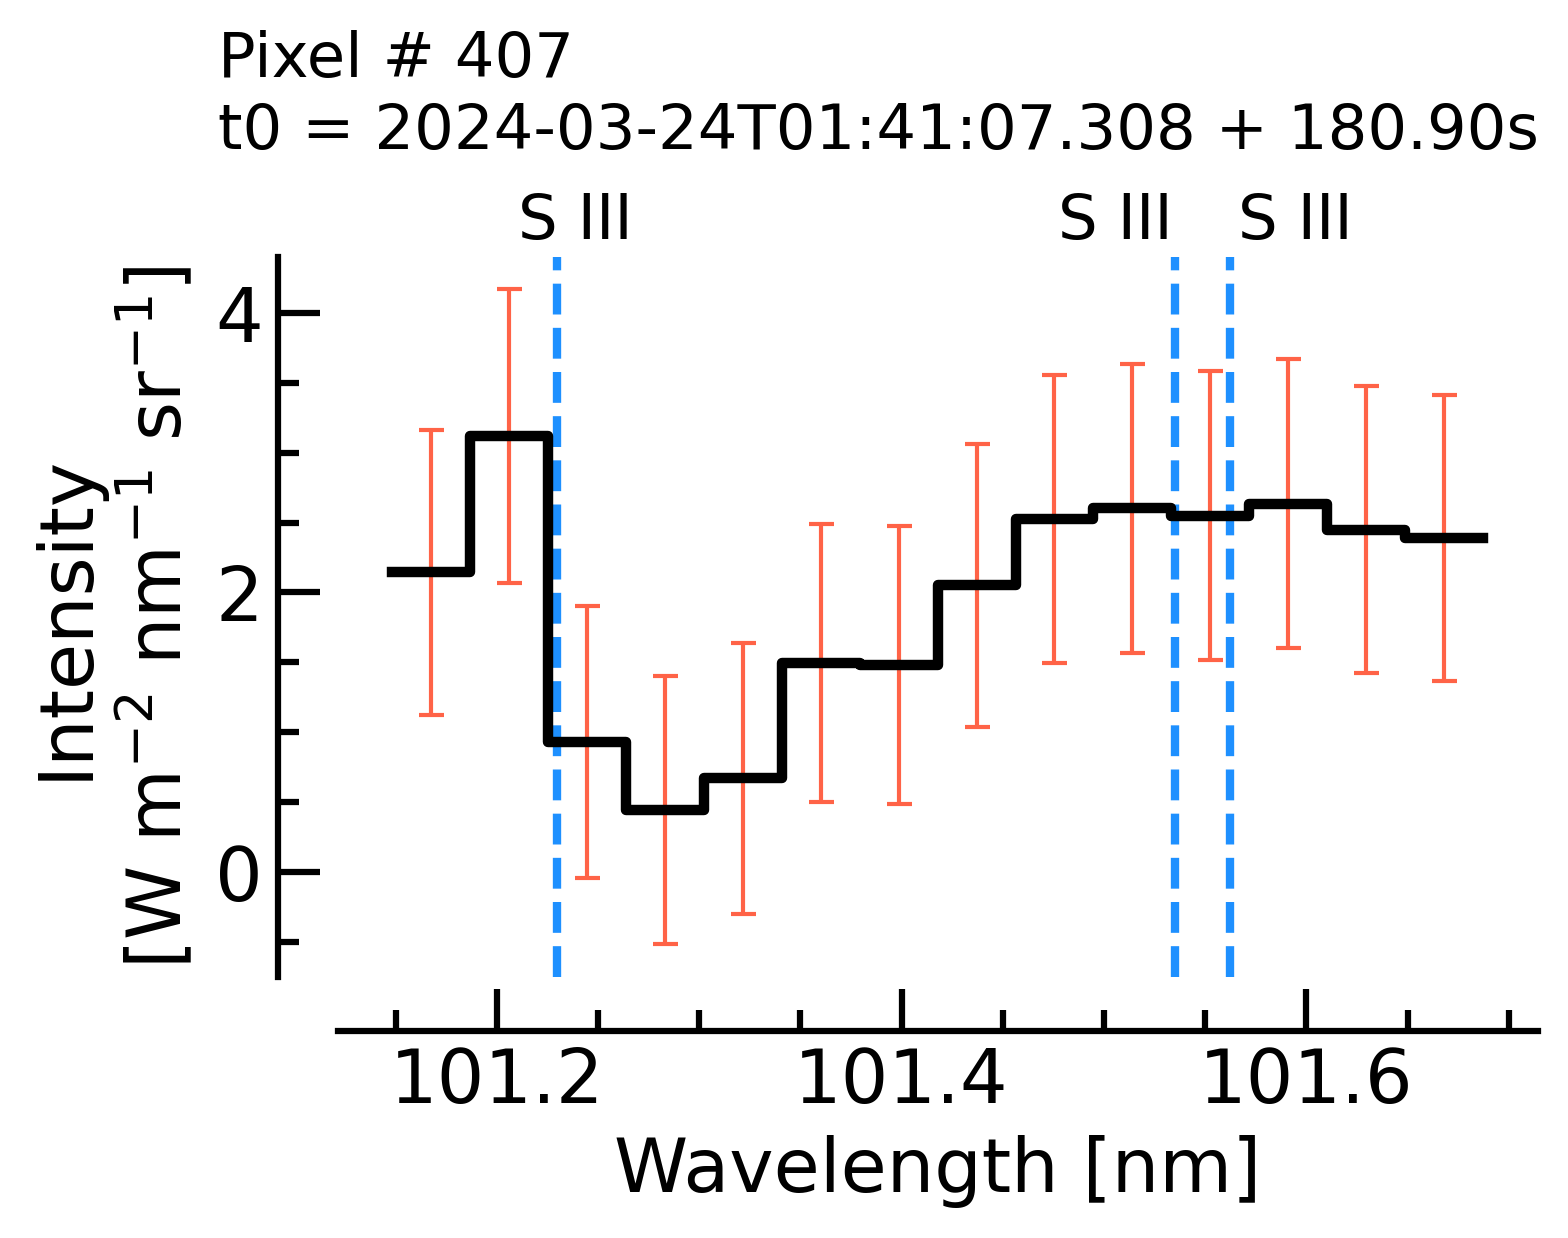 Pixel # 407
t0 = 2024-03-24T01:41:07.308 + 180.90s
S III S III S III
Intensity
[W m⁻² nm⁻¹ sr⁻¹]
4
2
0
101.2 101.4 101.6
Wavelength [nm]